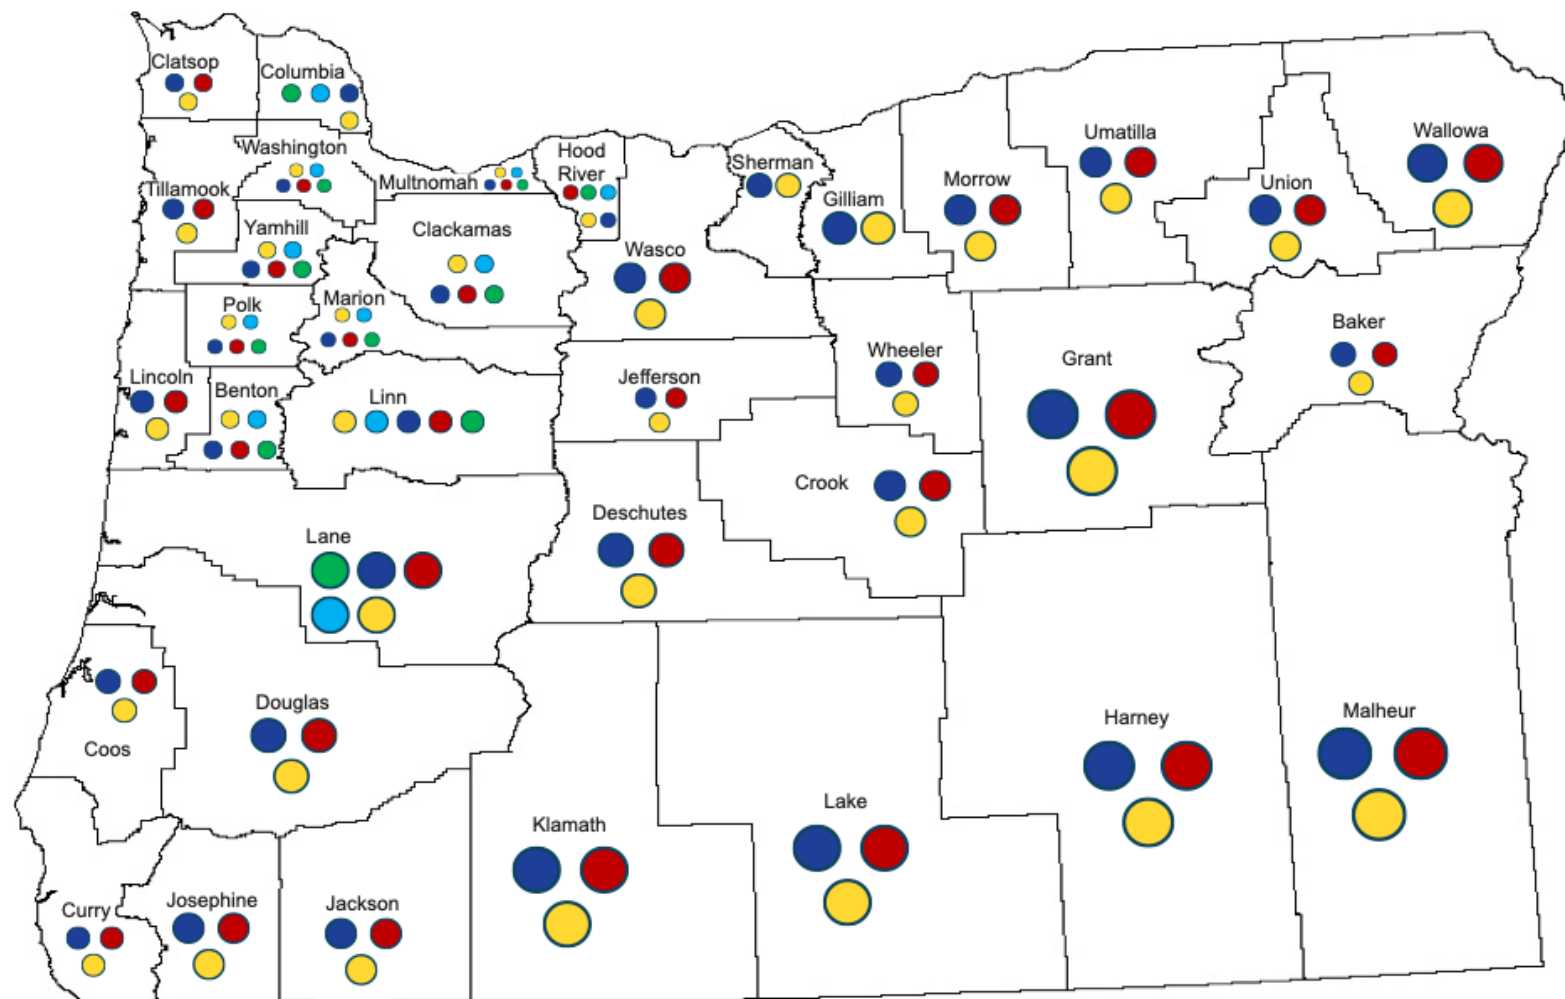 Clatsop
Columbia
Washington
Tillamook
Multnomah
Hood
River
Sherman
Gilliam
Morrow
Umatilla
Union
Wallowa
Yamhill
Clackamas
Wasco
Polk
Marion
Lincoln
Benton
Linn
Jefferson
Wheeler
Grant
Baker
Crook
Deschutes
Lane
Coos
Douglas
Klamath
Lake
Harney
Malheur
Curry
Josephine
Jackson